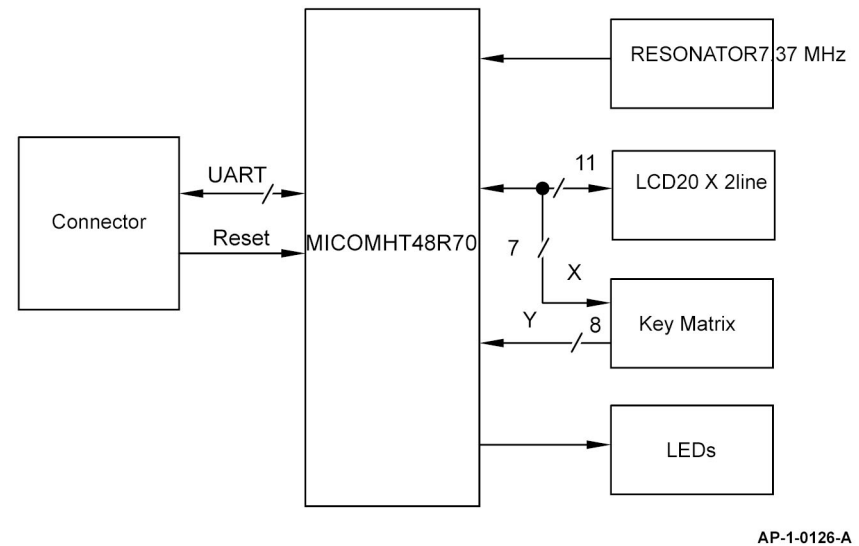 RESONATOR7.37 MHz
11
LCD20 X 2line
UART
Connector
Reset
MICOMHT48R70
7
X
Y
8
Key Matrix
LEDs
AP-1-0126-A